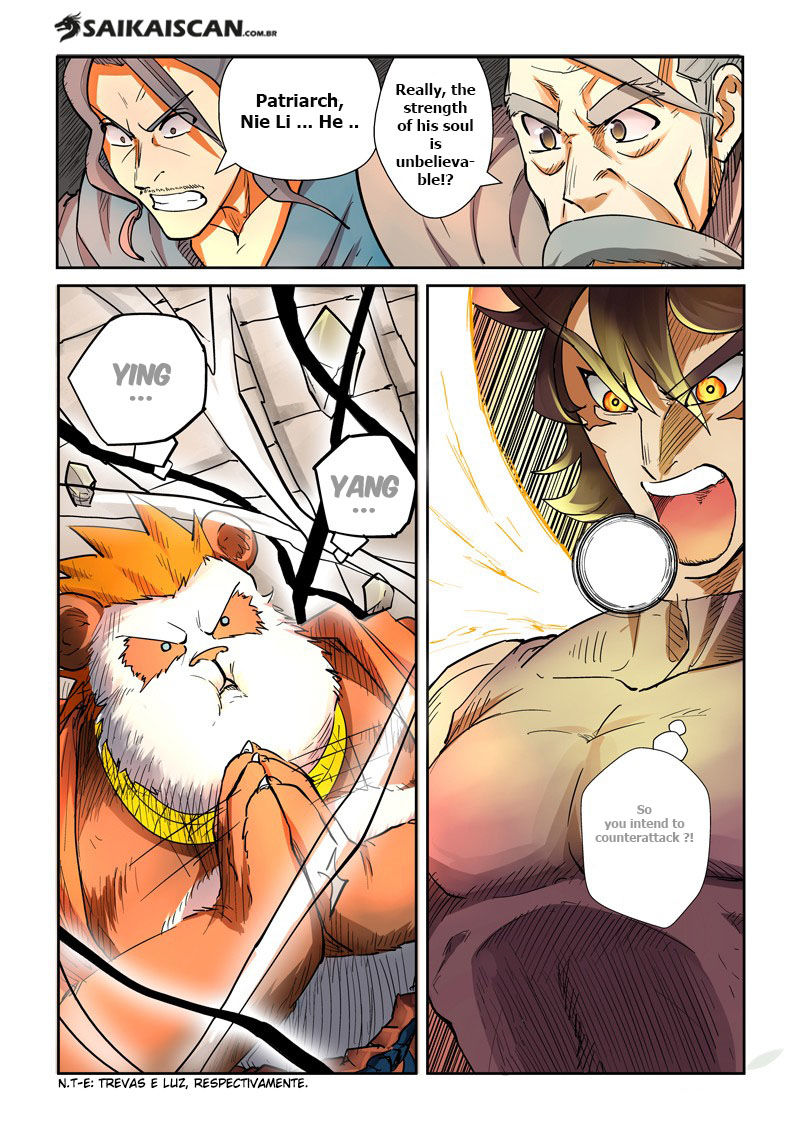 SAIKAISCAN.COM.BR
Patriarch,
Nie Li ... He ..
Really, the
strength
of his soul
is
unbelieva-
ble!?
YING
...
YANG
...
So
you intend to
counterattack ?!
N.T-E: TREVAS E LUZ, RESPECTIVAMENTE.